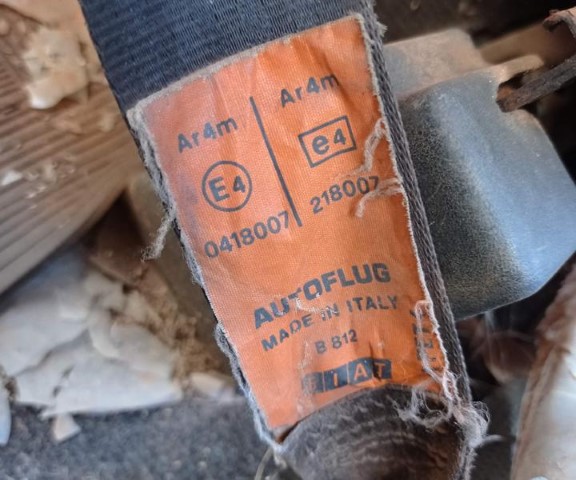 Ar4m
E4
0418007
Ar4m
e4
218007
AUTOFLUG
MADE IN ITALY
B 812
FIAT